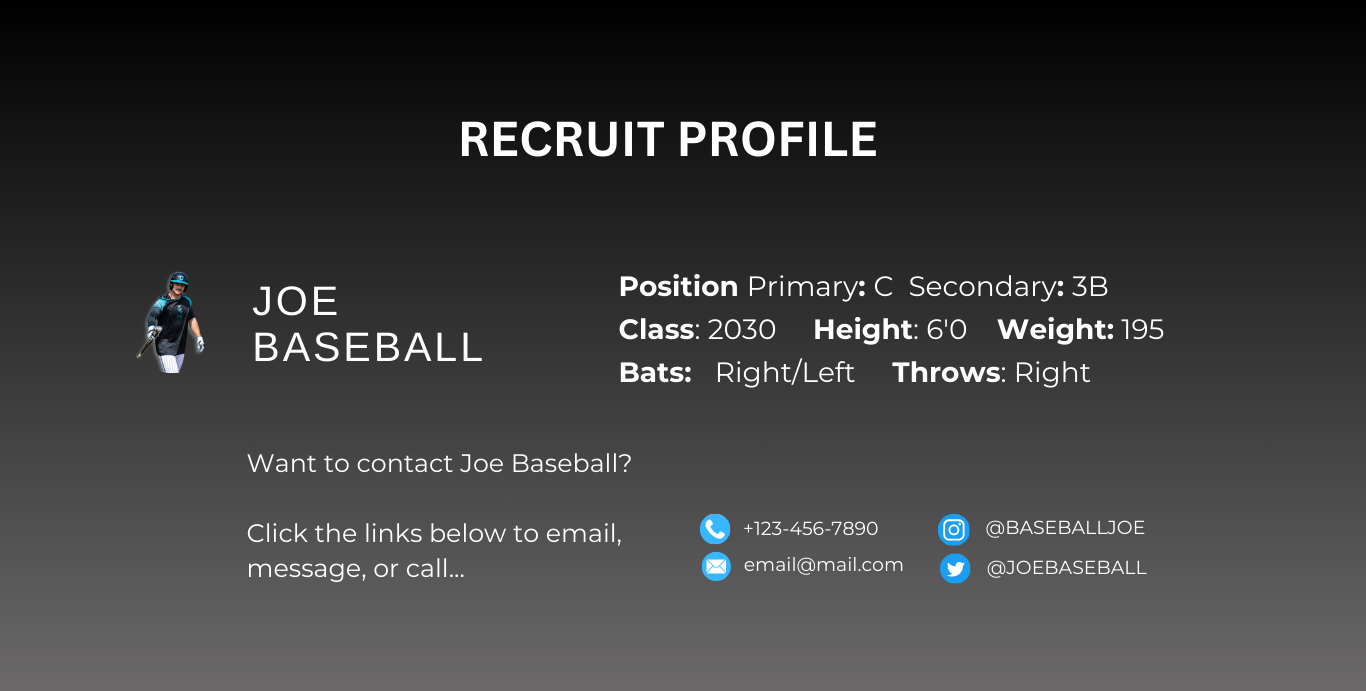 RECRUIT PROFILE
JOE
BASEBALL
Position Primary: C Secondary: 3B
Class: 2030 Height: 6'0 Weight: 195
Bats: Right/Left Throws: Right
Want to contact Joe Baseball?
Click the links below to email,
message, or call...
+123-456-7890
email@mail.com
@BASEBALLJOE
@JOEBASEBALL